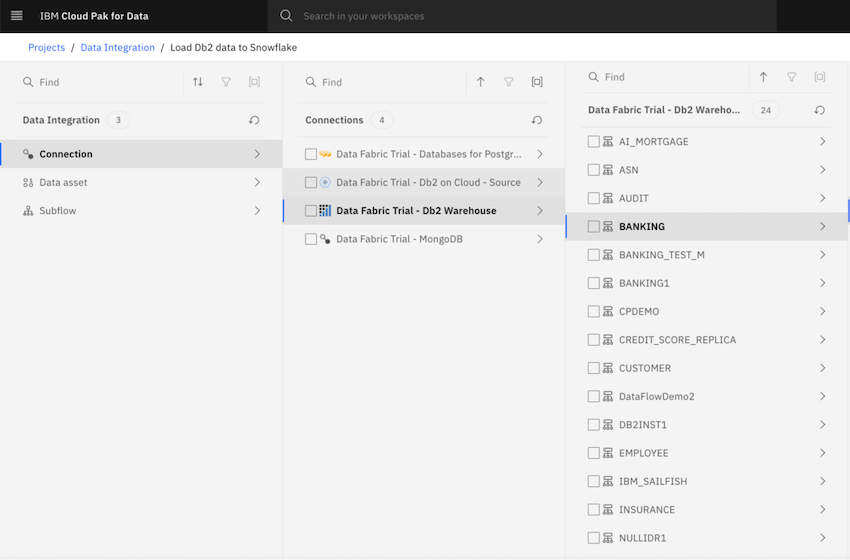 IBM Cloud Pak for Data
Search in your workspaces
Projects / Data Integration / Load Db2 data to Snowflake
Find
Data Integration 3
Connection
Data asset
Subflow
Find
Connections 4
Data Fabric Trial - Databases for Postgr...
Data Fabric Trial - Db2 on Cloud - Source
Data Fabric Trial - Db2 Warehouse
Data Fabric Trial - MongoDB
Find
Data Fabric Trial - Db2 Wareho... 24
AI_MORTGAGE
ASN
AUDIT
BANKING
BANKING_TEST_M
BANKING1
CPDEMO
CREDIT_SCORE_REPLICA
CUSTOMER
DataFlowDemo2
DB2INST1
EMPLOYEE
IBM_SAILFISH
INSURANCE
NULLIDR1